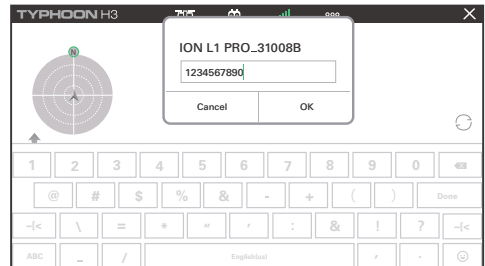 TYPHOON H3
ION L1 PRO_31008B
1234567890
Cancel OK
N
1 2 3 4 5 6 7 8 9 0
@ # $ % & - + ( ) Done
~[< \ = * " ' : & ! ? ~[<
ABC _ / English(us) , .